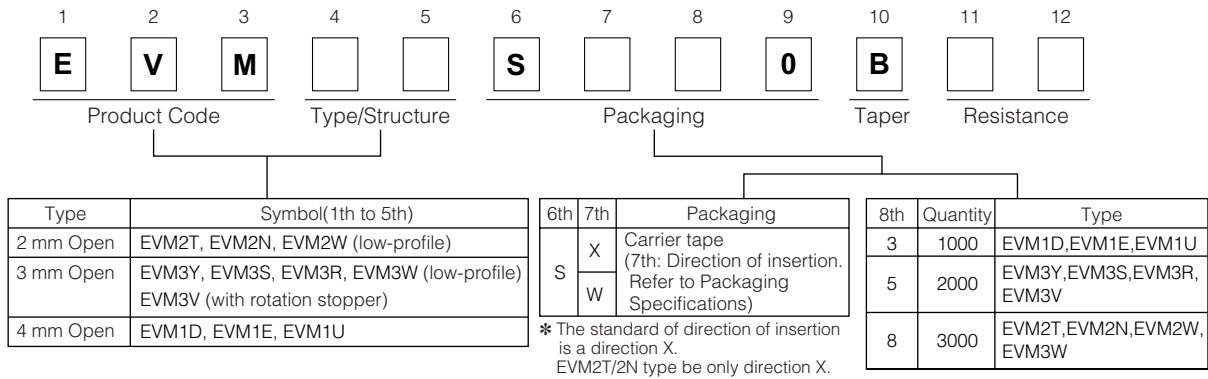 1 2 3 4 5 6 7 8 9 10 11 12
E V M S 0 B
Product Code Type/Structure Packaging Taper Resistance
Type Symbol(1th to 5th)
2 mm Open EVM2T, EVM2N, EVM2W (low-profile)
3 mm Open EVM3Y, EVM3S, EVM3R, EVM3W (low-profile)
EVM3V (with rotation stopper)
4 mm Open EVM1D, EVM1E, EVM1U
6th 7th Packaging
S X W
Carrier tape
(7th: Direction of insertion.
Refer to Packaging
Specifications)
✽ The standard of direction of insertion
is a direction X.
EVM2T/2N type be only direction X.
8th Quantity Type
3 1000 EVM1D,EVM1E,EVM1U
5 2000 EVM3Y,EVM3S,EVM3R,
EVM3V
8 3000 EVM2T,EVM2N,EVM2W,
EVM3W